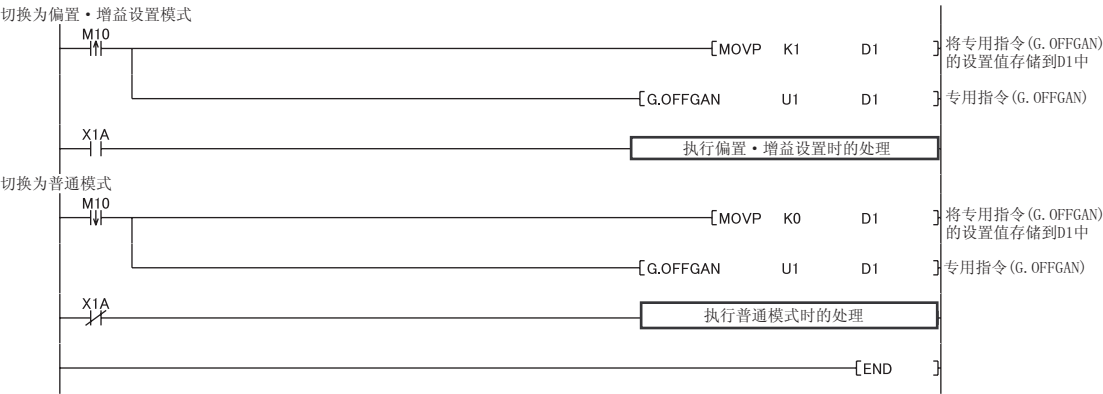 切换为偏置·增益设置模式
M10
MOVP K1 D1
将专用指令(G.OFFGAN)
的设置值存储到D1中
G.OFFGAN U1 D1
专用指令(G.OFFGAN)
X1A
执行偏置·增益设置时的处理
切换为普通模式
M10
MOVP K0 D1
将专用指令(G.OFFGAN)
的设置值存储到D1中
G.OFFGAN U1 D1
专用指令(G.OFFGAN)
X1A
执行普通模式时的处理
END